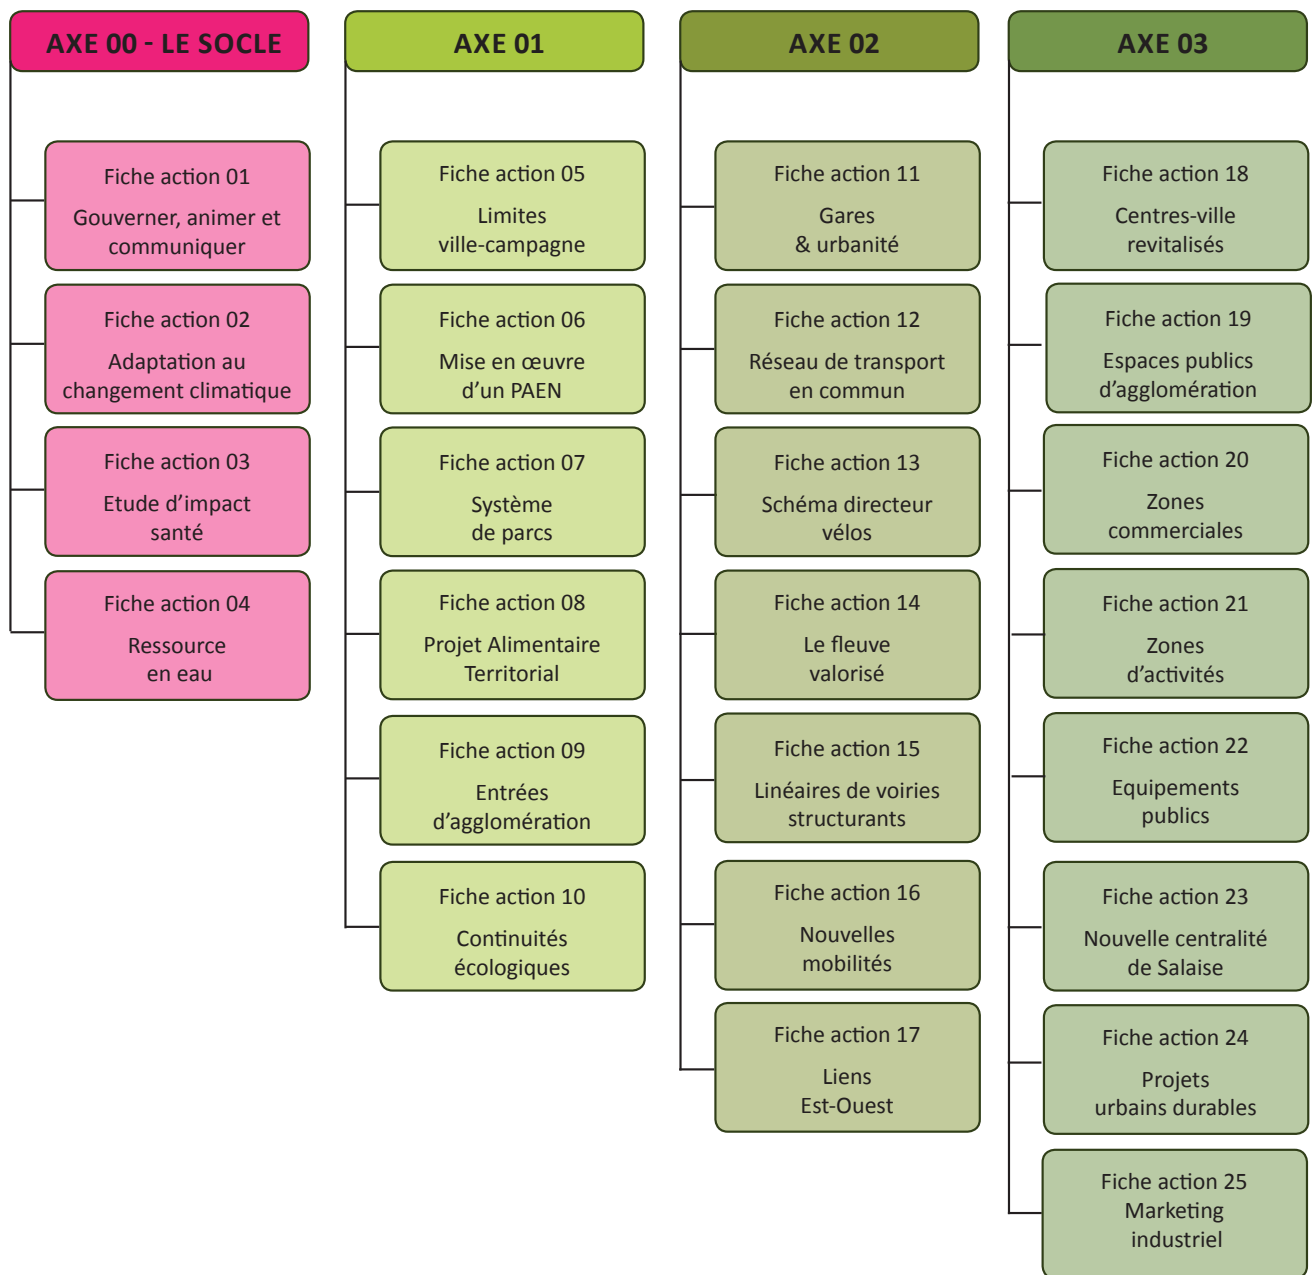 AXE 00 - LE SOCLE
Fiche action 01
Gouverner, animer et
communiquer
Fiche action 02
Adaptation au
changement climatique
Fiche action 03
Etude d’impact
santé
Fiche action 04
Ressource
en eau
AXE 01
Fiche action 05
Limites
ville-campagne
Fiche action 06
Mise en œuvre
d’un PAEN
Fiche action 07
Système
de parcs
Fiche action 08
Projet Alimentaire
Territorial
Fiche action 09
Entrées
d’agglomération
Fiche action 10
Continuités
écologiques
AXE 02
Fiche action 11
Gares
& urbanité
Fiche action 12
Réseau de transport
en commun
Fiche action 13
Schéma directeur
vélos
Fiche action 14
Le fleuve
valorisé
Fiche action 15
Linéaires de voiries
structurants
Fiche action 16
Nouvelles
mobilités
Fiche action 17
Liens
Est-Ouest
AXE 03
Fiche action 18
Centres-ville
revitalisés
Fiche action 19
Espaces publics
d’agglomération
Fiche action 20
Zones
commerciales
Fiche action 21
Zones
d’activités
Fiche action 22
Equipements
publics
Fiche action 23
Nouvelle centralité
de Salaise
Fiche action 24
Projets
urbains durables
Fiche action 25
Marketing
industriel